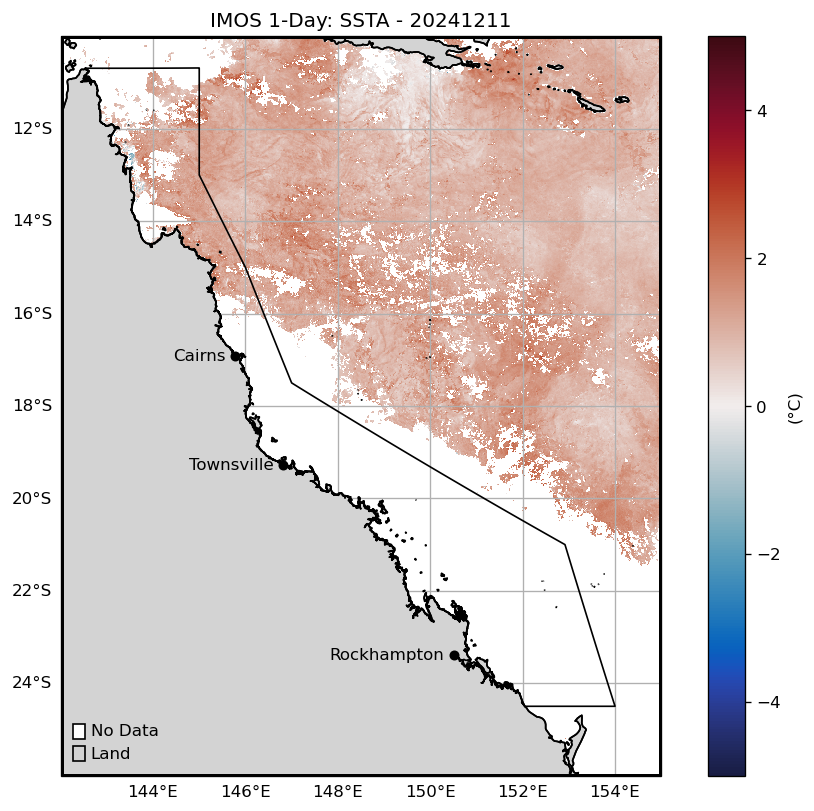 IMOS 1-Day: SSTA - 20241211
12°S
14°S
16°S
18°S
20°S
22°S
24°S
Cairns
Townsville
Rockhampton
No Data
Land
144°E 146°E 148°E 150°E 152°E 154°E
4
2
0
−2
−4
(°C)